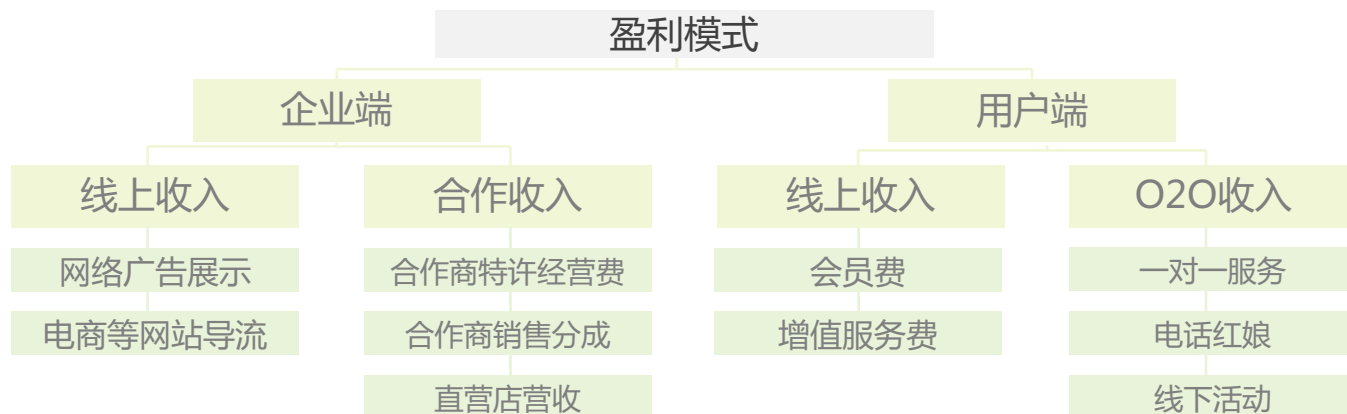 盈利模式
企业端
用户端
线上收入
合作收入
线上收入
O2O收入
网络广告展示
合作商特许经营费
会员费
一对一服务
电商等网站导流
合作商销售分成
增值服务费
电话红娘
直营店营收
线下活动